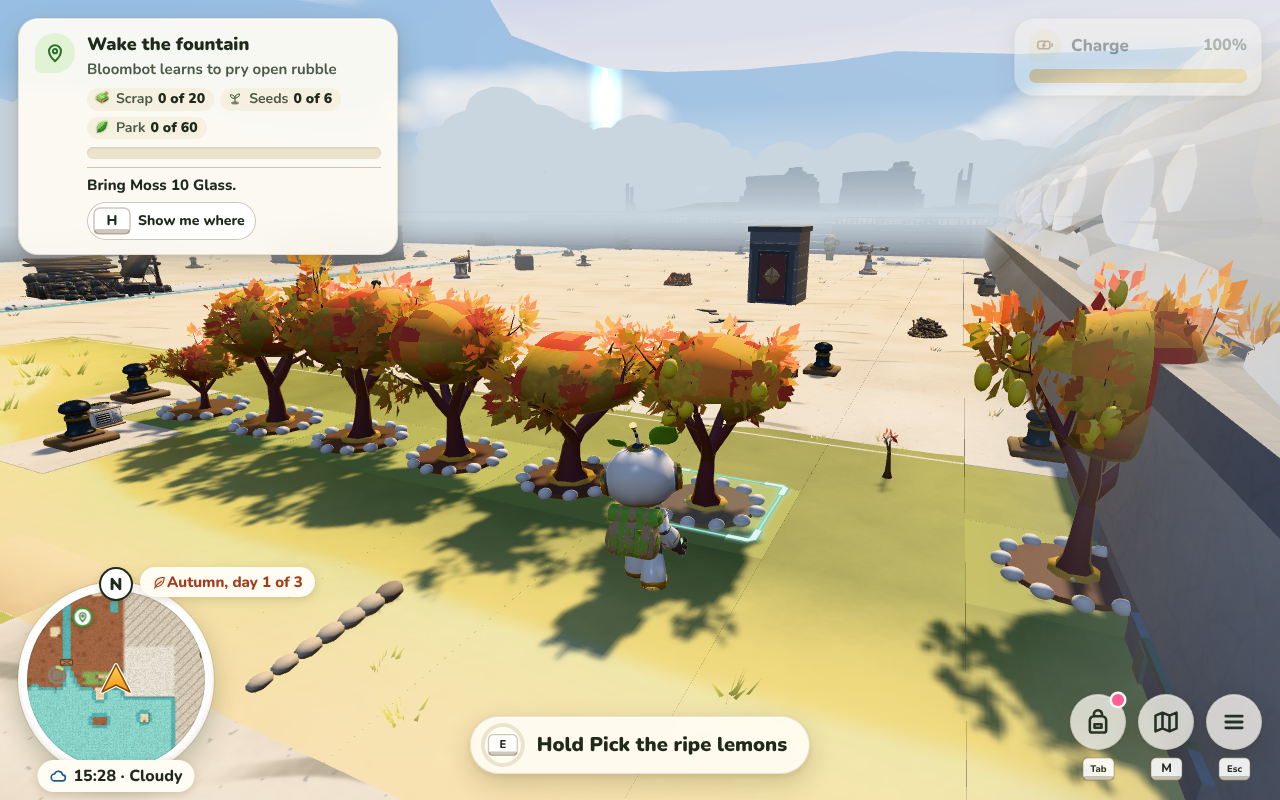 Wake the fountain
Bloombot learns to pry open rubble
Scrap 0 of 20
Seeds 0 of 6
Park 0 of 60
Bring Moss 10 Glass.
H Show me where
Charge 100%
N
Autumn, day 1 of 3
15:28 · Cloudy
E Hold Pick the ripe lemons
Tab
M
Esc